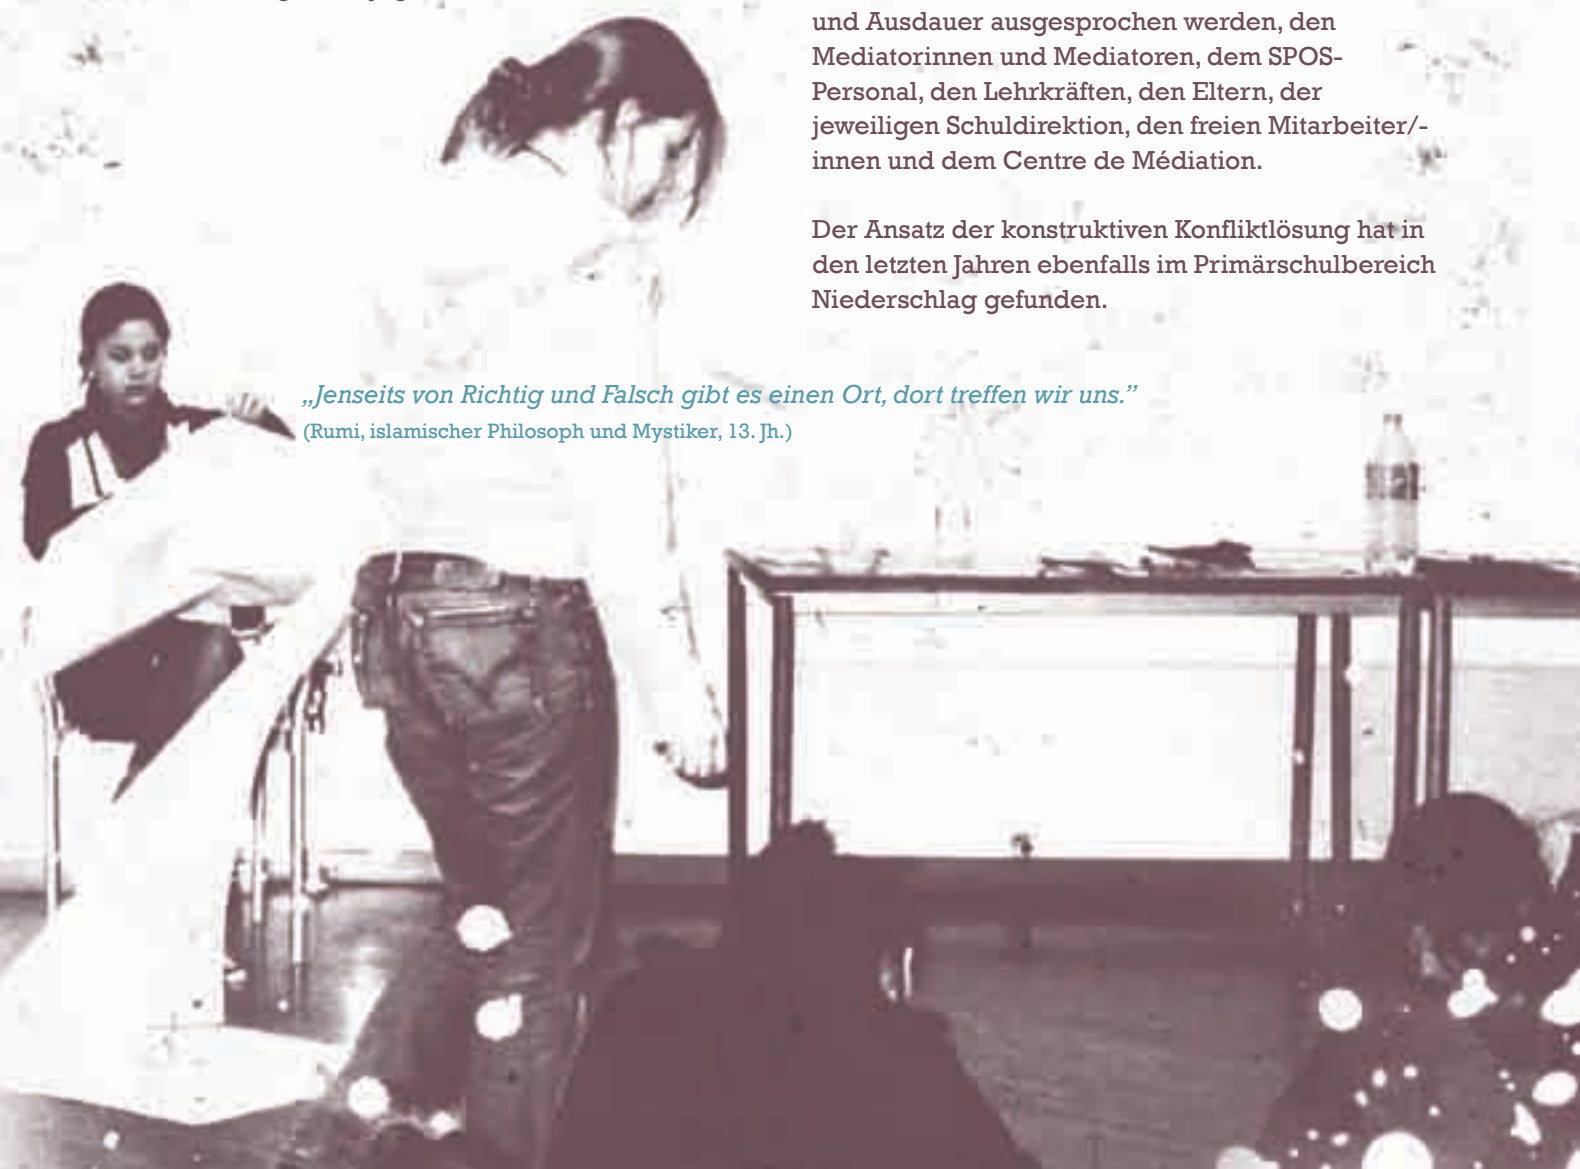 und Ausdauer ausgesprochen werden, den
Mediatorinnen und Mediatoren, dem SPOS-
Personal, den Lehrkräften, den Eltern, der
jeweiligen Schuldirektion, den freien Mitarbeiter/-
innen und dem Centre de Médiation.
Der Ansatz der konstruktiven Konfliktlösung hat in
den letzten Jahren ebenfalls im Primärschulbereich
Niederschlag gefunden.
„Jenseits von Richtig und Falsch gibt es einen Ort, dort treffen wir uns.”
(Rumi, islamischer Philosoph und Mystiker, 13. Jh.)